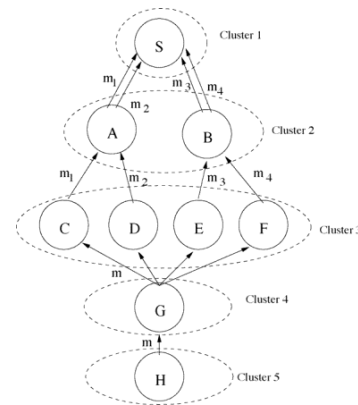 S Cluster 1
m1 m2 m3 m4
A B Cluster 2
m1 m2 m3 m4
C D E F Cluster 3
m
G Cluster 4
m
H Cluster 5